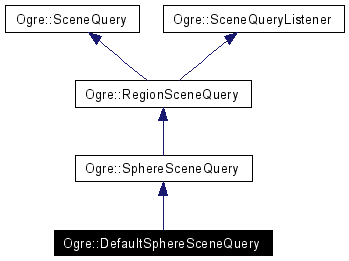 Ogre::SceneQuery
Ogre::SceneQueryListener
Ogre::RegionSceneQuery
Ogre::SphereSceneQuery
Ogre::DefaultSphereSceneQuery